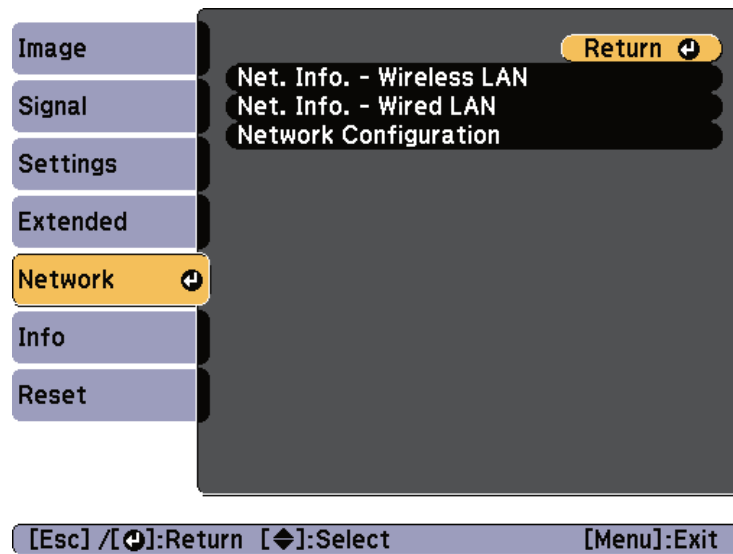 Image
Signal
Settings
Extended
Network
Info
Reset
Return
Net. Info. - Wireless LAN
Net. Info. - Wired LAN
Network Configuration
[Esc] /[⏎]:Return [◆]:Select [Menu]:Exit